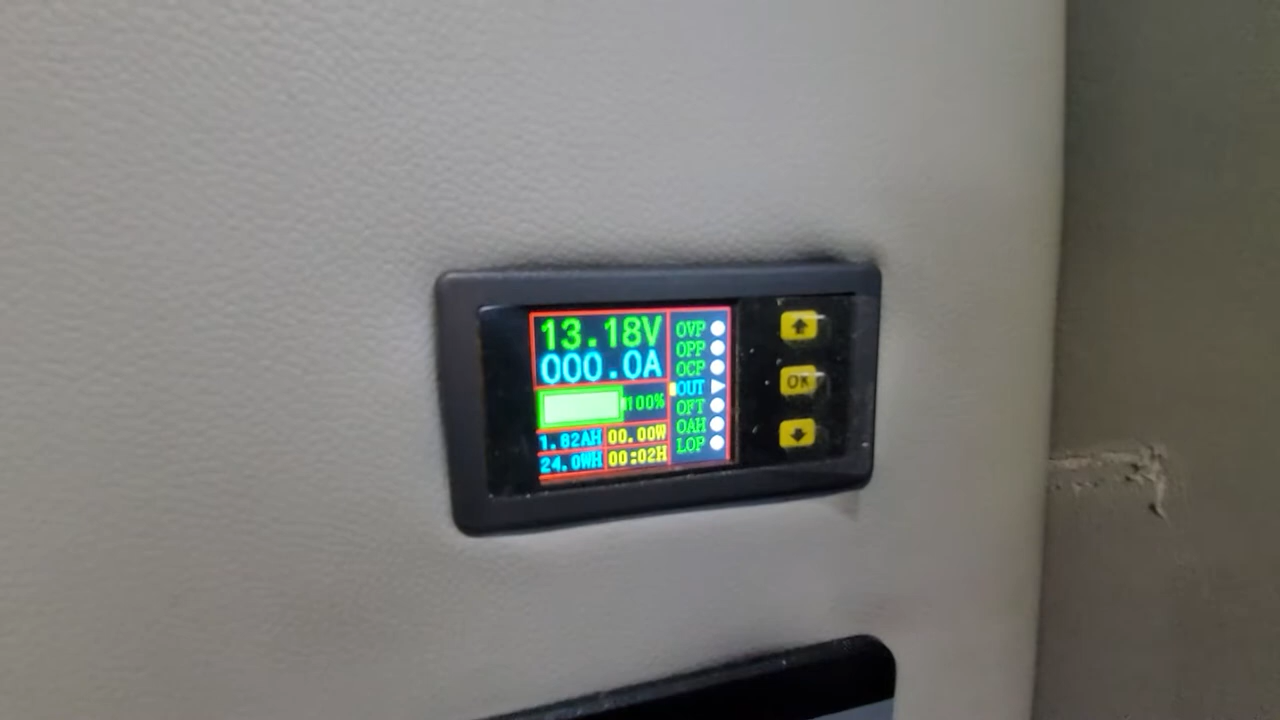 13.18V
000.0A
100%
1.82AH 00.00W
24.0WH 00:02H
OVP
OPP
OCP
OUT
OFT
OAH
LOP
OK